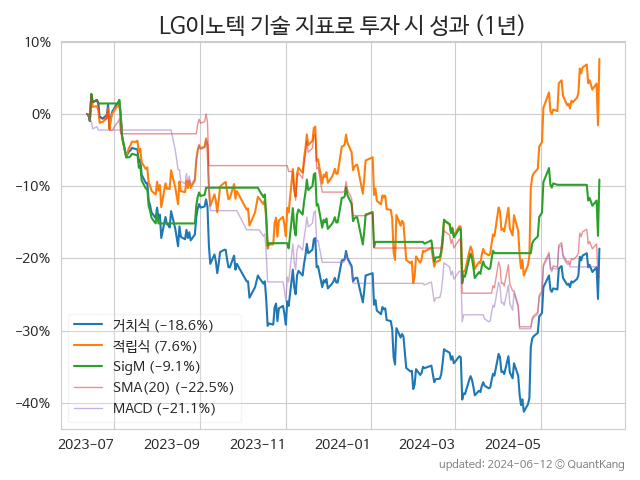 LG이노텍 기술 지표로 투자 시 성과 (1년)
10%
0%
−10%
−20%
−30%
−40%
거치식 (−18.6%)
적립식 (7.6%)
SigM (−9.1%)
SMA(20) (−22.5%)
MACD (−21.1%)
2023−07 2023−09 2023−11 2024−01 2024−03 2024−05
updated: 2024−06−12 © QuantKang